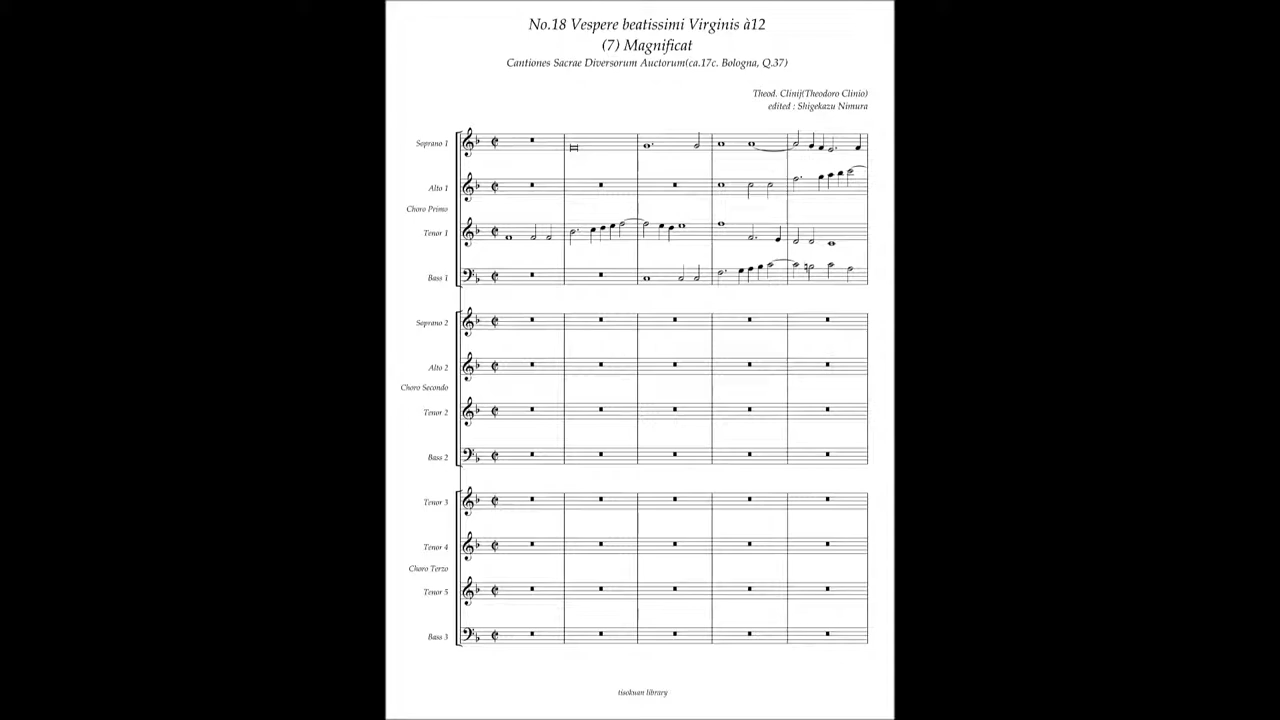 No.18 Vespere beatissimi Virginis à12
(7) Magnificat
Cantiones Sacrae Diversorum Auctorum(ca.17c. Bologna, Q.37)
Theod. Clinij(Theodoro Clinio)
edited : Shigekazu Nimura
Soprano 1
Alto 1
Choro Primo
Tenor 1
Bass 1
Soprano 2
Alto 2
Choro Secondo
Tenor 2
Bass 2
Tenor 3
Tenor 4
Choro Terzo
Tenor 5
Bass 3
tisokuan library